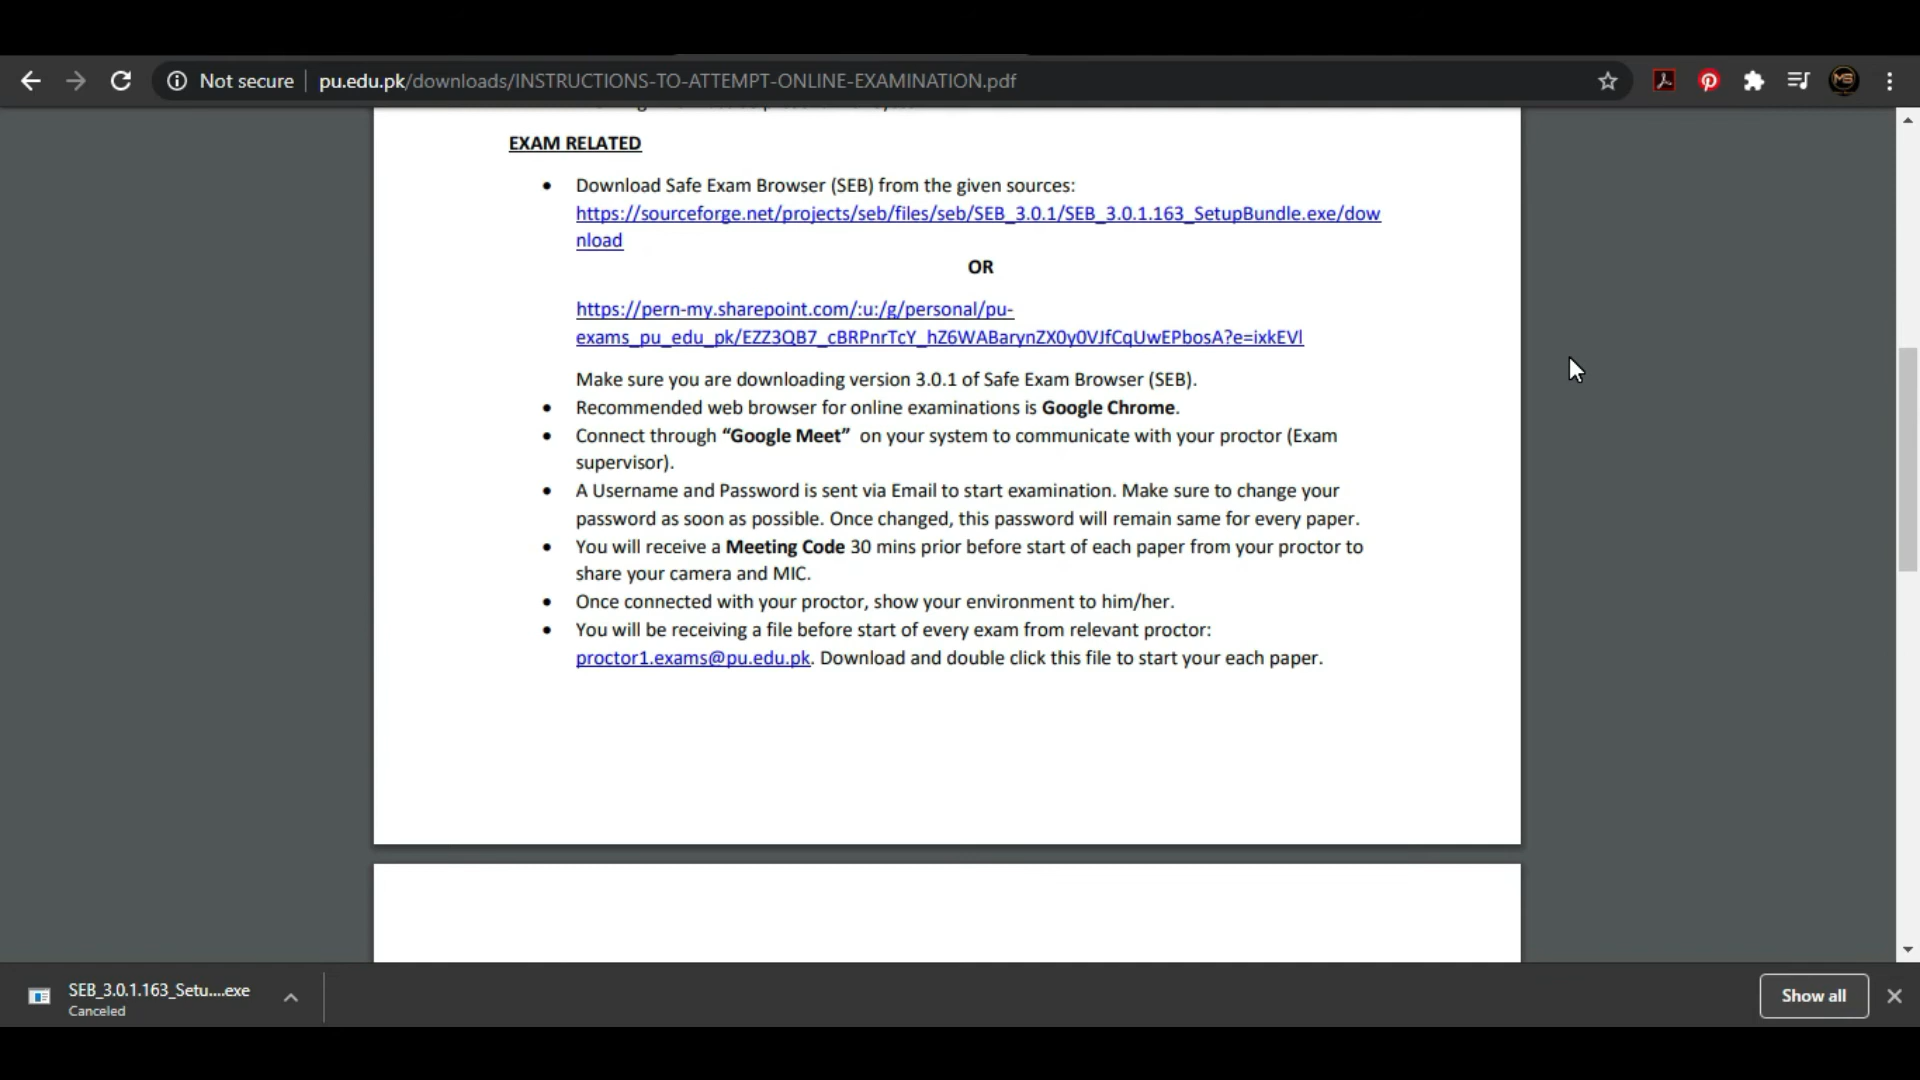 Not secure
pu.edu.pk/downloads/INSTRUCTIONS-TO-ATTEMPT-ONLINE-EXAMINATION.pdf
MS
EXAM RELATED
• Download Safe Exam Browser (SEB) from the given sources:
https://sourceforge.net/projects/seb/files/seb/SEB_3.0.1/SEB_3.0.1.163_SetupBundle.exe/dow
nload
OR
https://pern-my.sharepoint.com/:u:/g/personal/pu-
exams_pu_edu_pk/EZZ3QB7_cBRPnrTcY_hZ6WABarynZX0y0VJfCqUwEPbosA?e=ixkEVl
Make sure you are downloading version 3.0.1 of Safe Exam Browser (SEB).
• Recommended web browser for online examinations is Google Chrome.
• Connect through “Google Meet” on your system to communicate with your proctor (Exam
supervisor).
• A Username and Password is sent via Email to start examination. Make sure to change your
password as soon as possible. Once changed, this password will remain same for every paper.
• You will receive a Meeting Code 30 mins prior before start of each paper from your proctor to
share your camera and MIC.
• Once connected with your proctor, show your environment to him/her.
• You will be receiving a file before start of every exam from relevant proctor:
proctor1.exams@pu.edu.pk. Download and double click this file to start your each paper.
SEB_3.0.1.163_Setu....exe
Canceled
Show all